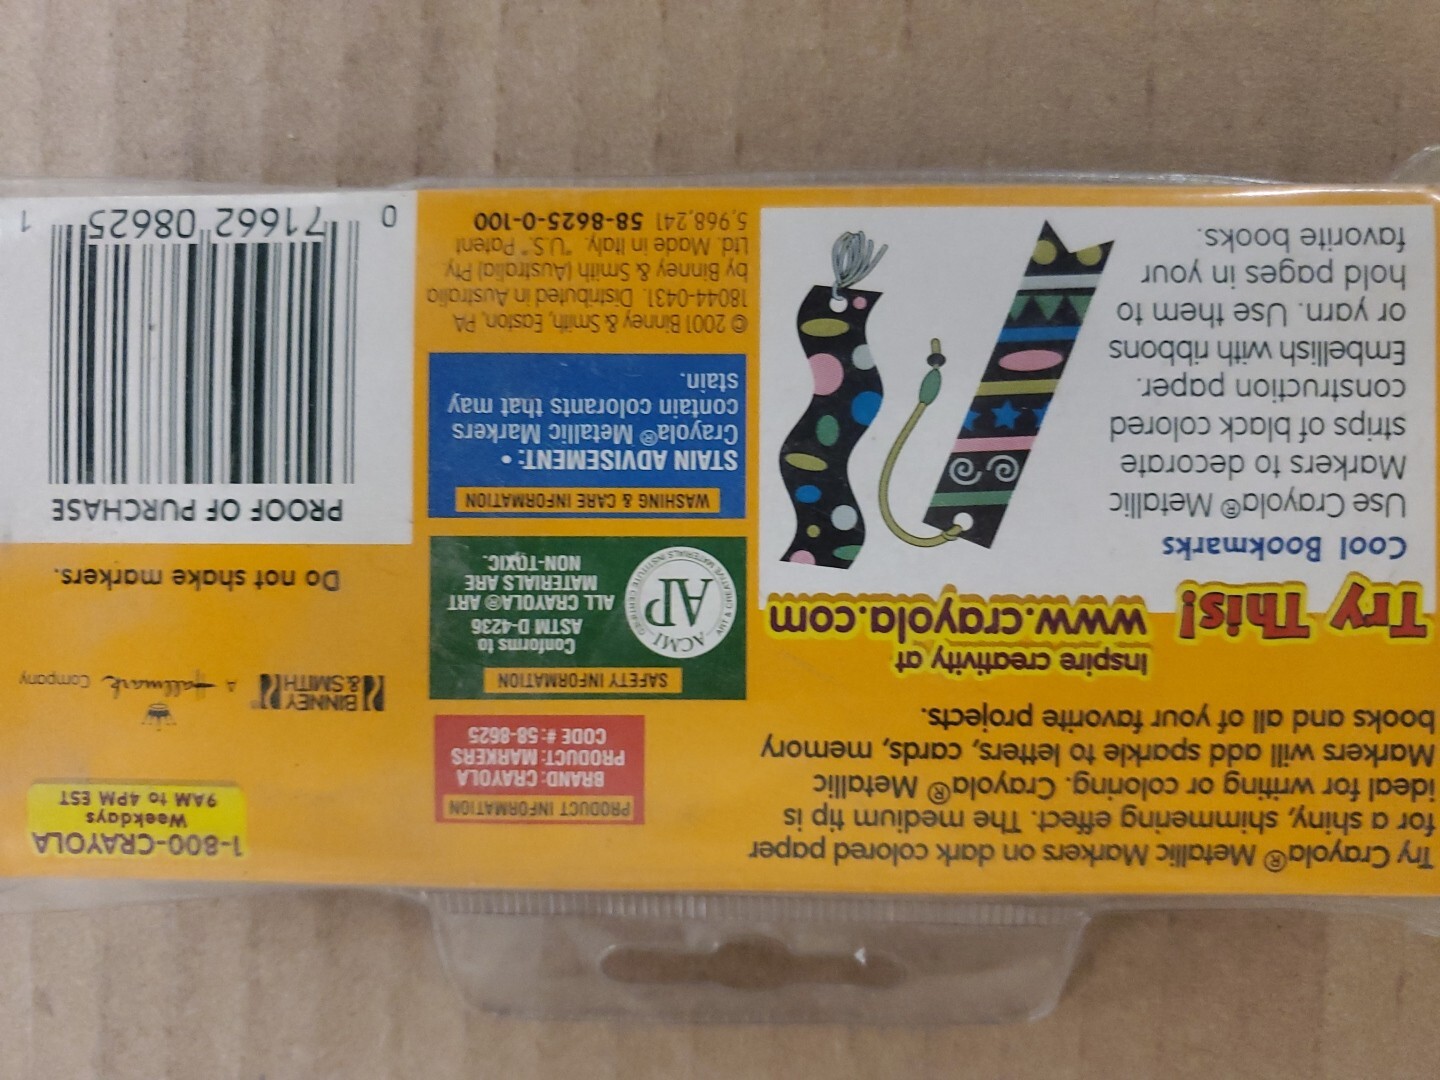 Try Crayola® Metallic Markers on dark colored paper
for a shiny, shimmering effect. The medium tip is
ideal for writing or coloring. Crayola® Metallic
Markers will add sparkle to letters, cards, memory
books and all of your favorite projects.
Inspire creativity at
www.crayola.com
Try This!
Cool Bookmarks
Use Crayola® Metallic
Markers to decorate
strips of black colored
construction paper.
Embellish with ribbons
or yarn. Use them to
hold pages in your
favorite books.
PRODUCT INFORMATION
BRAND: CRAYOLA
PRODUCT: MARKERS
CODE #: 58-8625
SAFETY INFORMATION
ACMI
AP
ART & CREATIVE MATERIALS INSTITUTE CERTIFIED
Conforms to
ASTM D-4236
ALL CRAYOLA® ART
MATERIALS ARE
NON-TOXIC.
WASHING & CARE INFORMATION
STAIN ADVISEMENT: •
Crayola® Metallic Markers
contain colorants that may
stain.
© 2001 Binney & Smith, Easton, PA
18044-0431. Distributed in Australia
by Binney & Smith (Australia) Pty
Ltd. Made in Italy. "U.S." Patent
5,968,241 58-8625-0-100
1-800-CRAYOLA
Weekdays
9AM to 4PM EST
BINNEY
& SMITH®
A Hallmark Company
Do not shake markers.
PROOF OF PURCHASE
0 71662 08625 1